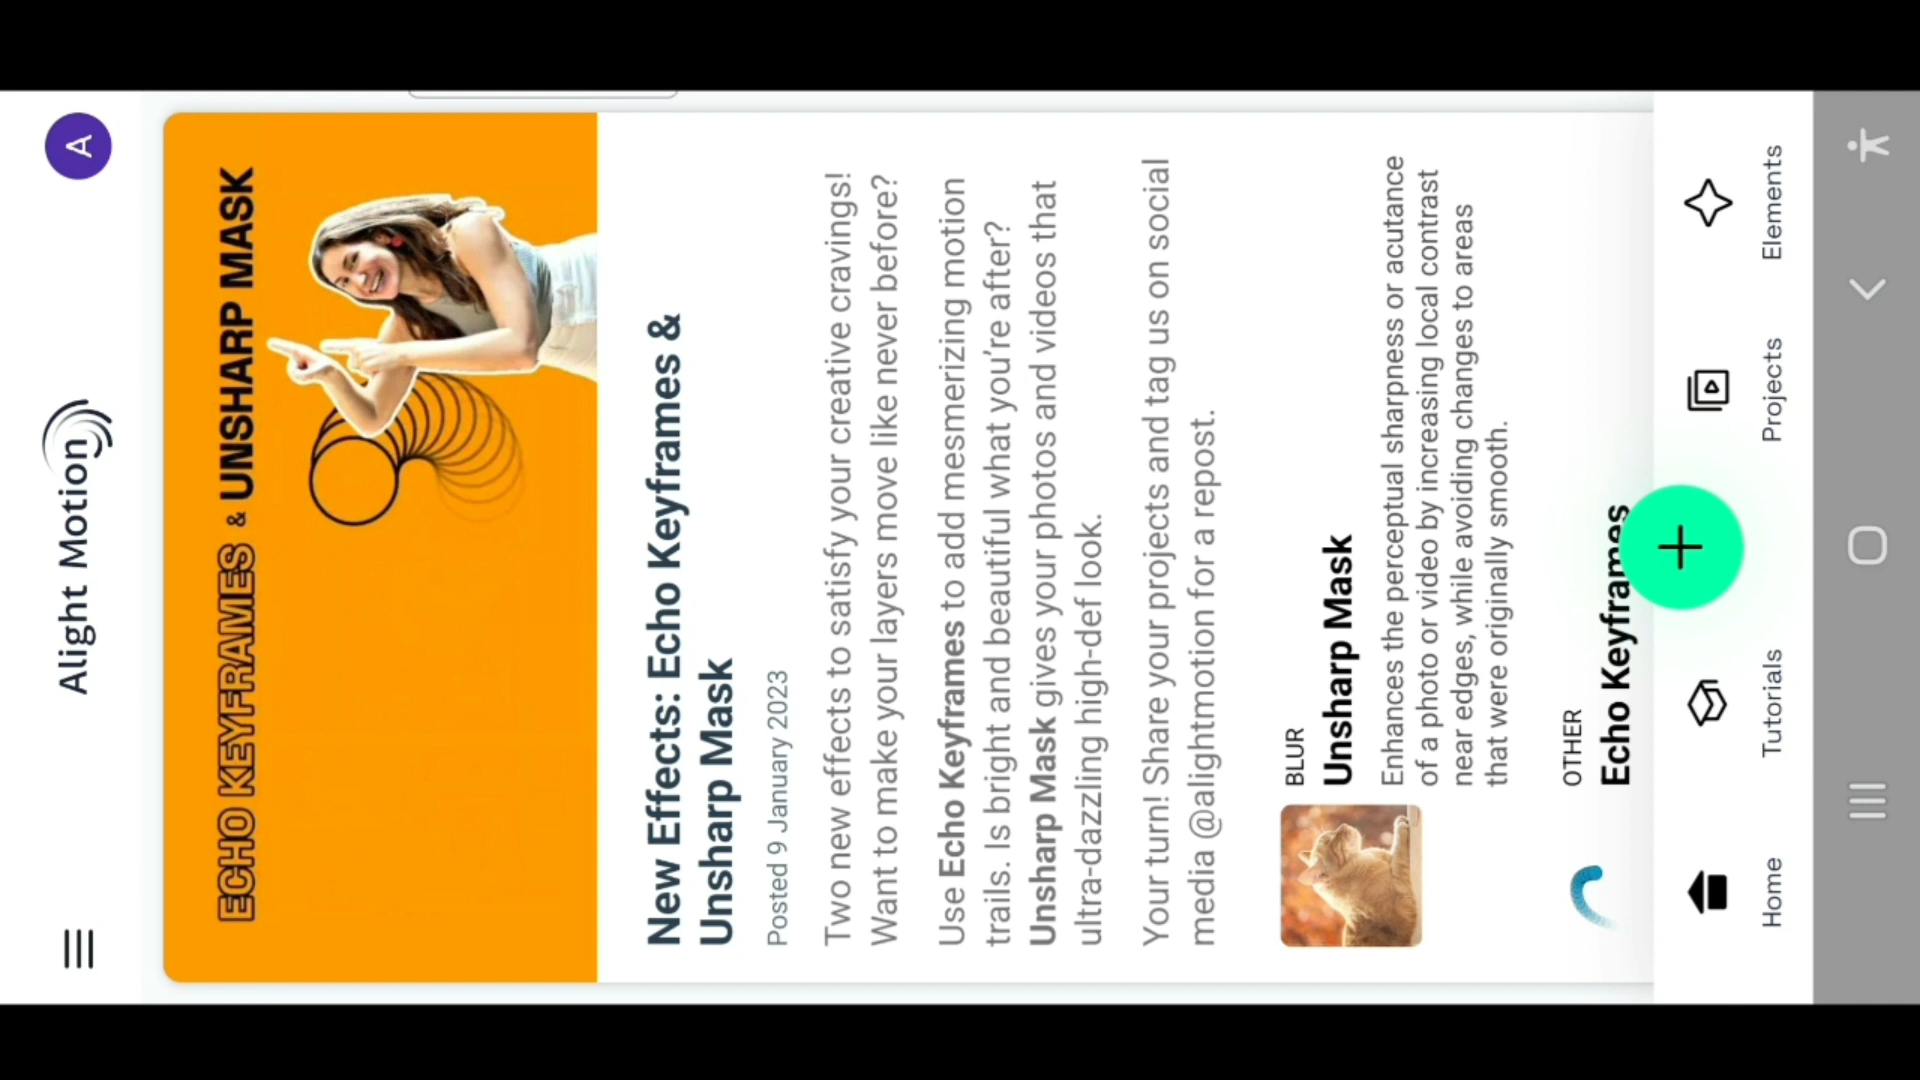 Alight Motion
A
ECHO KEYFRAMES & UNSHARP MASK
New Effects: Echo Keyframes &
Unsharp Mask
Posted 9 January 2023
Two new effects to satisfy your creative cravings!
Want to make your layers move like never before?
Use Echo Keyframes to add mesmerizing motion
trails. Is bright and beautiful what you're after?
Unsharp Mask gives your photos and videos that
ultra-dazzling high-def look.
Your turn! Share your projects and tag us on social
media @alightmotion for a repost.
BLUR
Unsharp Mask
Enhances the perceptual sharpness or acutance
of a photo or video by increasing local contrast
near edges, while avoiding changes to areas
that were originally smooth.
OTHER
Echo Keyframes
Home
Tutorials
Projects
Elements